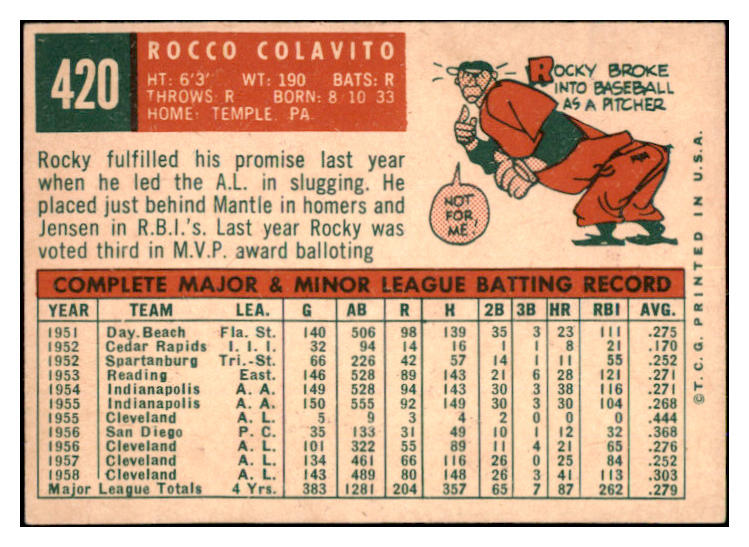 420
ROCCO COLAVITO
HT: 6'3" WT: 190 BATS: R
THROWS: R BORN: 8 10 33
HOME: TEMPLE, PA.
ROCKY BROKE
INTO BASEBALL
AS A PITCHER
NOT
FOR
ME!
Rocky fulfilled his promise last year
when he led the A.L. in slugging. He
placed just behind Mantle in homers and
Jensen in R.B.I.'s. Last year Rocky was
voted third in M.V.P. award balloting
COMPLETE MAJOR & MINOR LEAGUE BATTING RECORD
YEAR TEAM LEA. G AB R H 2B 3B HR RBI AVG.
1951 Day. Beach Fla. St. 140 506 98 139 35 3 23 111 .275
1952 Cedar Rapids I. I. I. 32 94 14 16 1 1 8 21 .170
1952 Spartanburg Tri.-St. 66 226 42 57 14 1 11 55 .252
1953 Reading East. 146 528 89 143 21 6 28 121 .271
1954 Indianapolis A. A. 149 528 94 143 30 3 38 116 .271
1955 Indianapolis A. A. 150 555 92 149 30 3 30 104 .268
1955 Cleveland A. L. 5 9 3 4 2 0 0 0 .444
1956 San Diego P. C. 35 133 31 49 10 1 12 32 .368
1956 Cleveland A. L. 101 322 55 89 11 4 21 65 .276
1957 Cleveland A. L. 134 461 66 116 26 0 25 84 .252
1958 Cleveland A. L. 143 489 80 148 26 3 41 113 .303
Major League Totals 4 Yrs. 383 1281 204 357 65 7 87 262 .279
©T.C.G. PRINTED IN U.S.A.